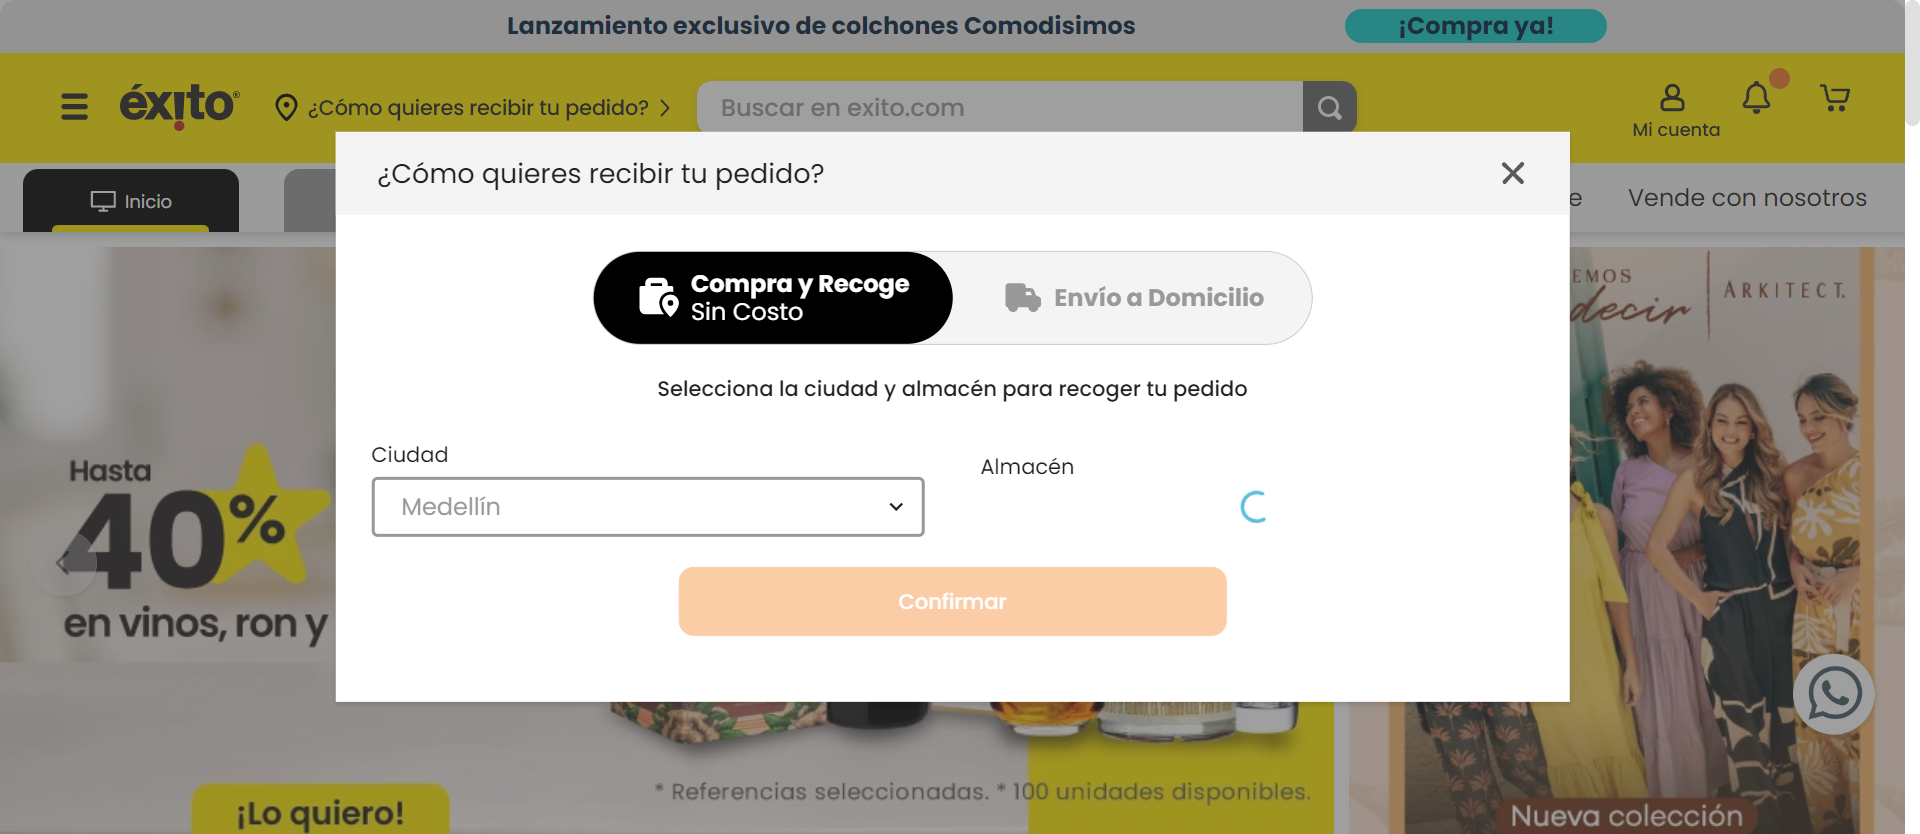 Lanzamiento exclusivo de colchones Comodisimos
¡Compra ya!
éxito
¿Cómo quieres recibir tu pedido?
Buscar en exito.com
Mi cuenta
¿Cómo quieres recibir tu pedido?
Inicio
e
Vende con nosotros
Compra y Recoge
Sin Costo
Envío a Domicilio
Selecciona la ciudad y almacén para recoger tu pedido
Ciudad
Almacén
Medellín
Confirmar
Hasta
40%
en vinos, ron y
EMOS
decir
ARKITECT.
* Referencias seleccionadas. * 100 unidades disponibles.
¡Lo quiero!
Nueva colección